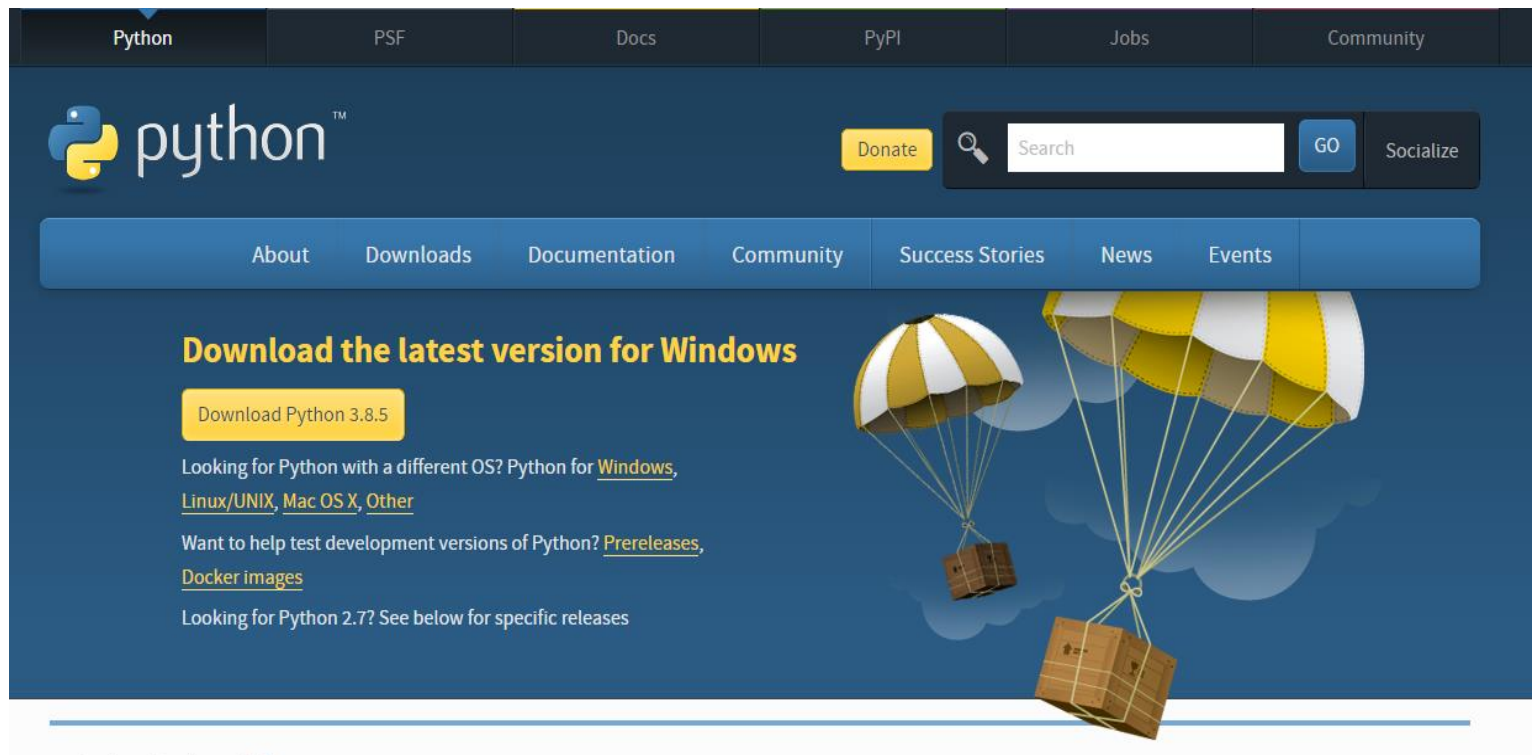 Python PSF Docs PyPI Jobs Community
python™
Donate Search GO Socialize
About Downloads Documentation Community Success Stories News Events
Download the latest version for Windows
Download Python 3.8.5
Looking for Python with a different OS? Python for Windows,
Linux/UNIX, Mac OS X, Other
Want to help test development versions of Python? Prereleases,
Docker images
Looking for Python 2.7? See below for specific releases